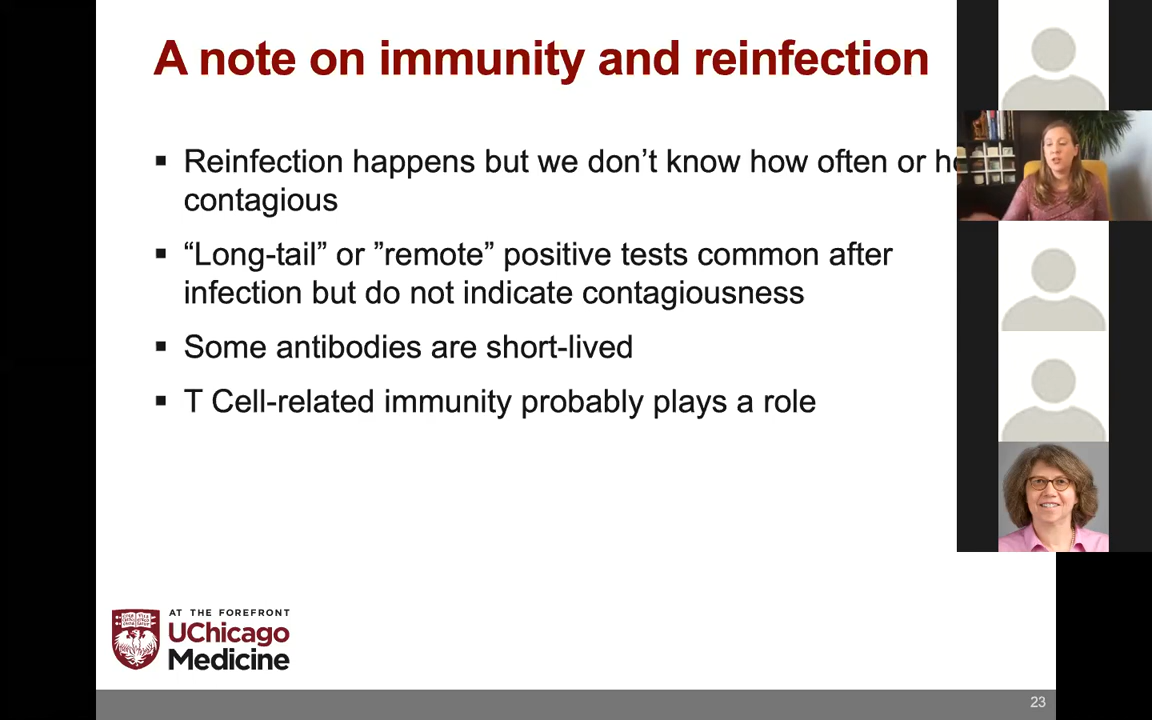 A note on immunity and reinfection
▪ Reinfection happens but we don’t know how often or
contagious
▪ “Long-tail” or ”remote” positive tests common after
infection but do not indicate contagiousness
▪ Some antibodies are short-lived
▪ T Cell-related immunity probably plays a role
AT THE FOREFRONT
UChicago
Medicine
23